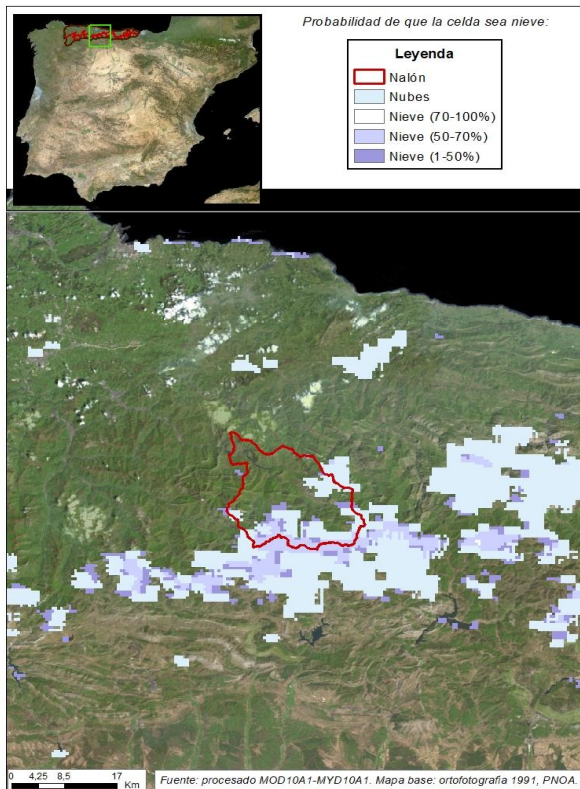 Probabilidad de que la celda sea nieve:
Leyenda
Nalón
Nubes
Nieve (70-100%)
Nieve (50-70%)
Nieve (1-50%)
0 4,25 8,5 17
Km
Fuente: procesado MOD10A1-MYD10A1. Mapa base: ortofotografia 1991, PNOA.